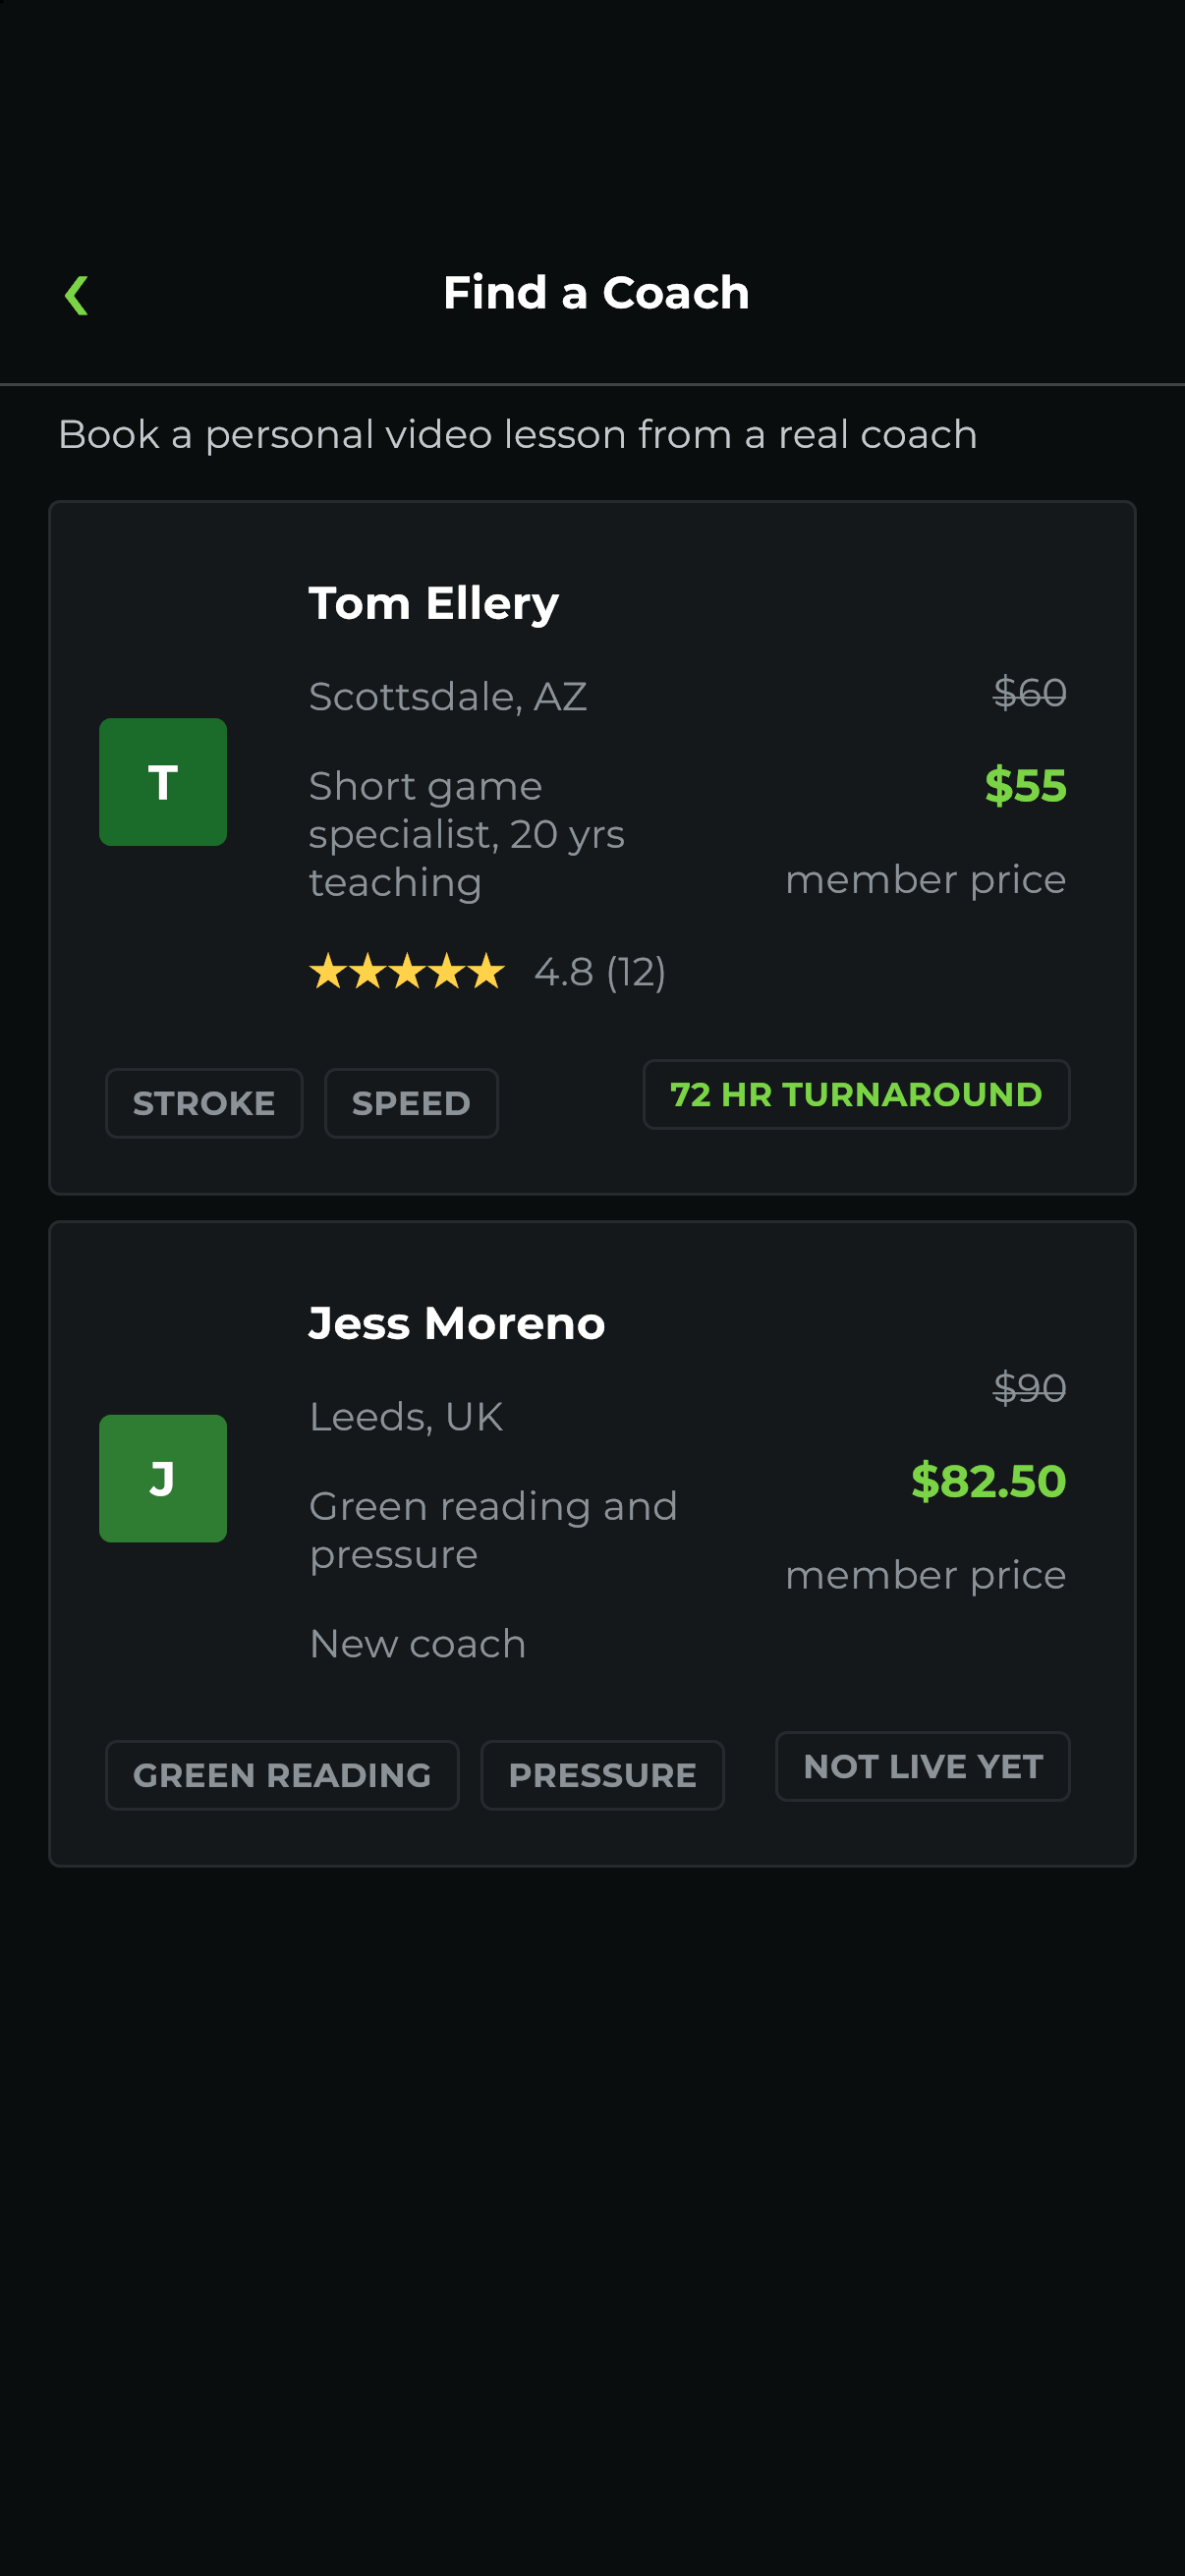 Find a Coach
Book a personal video lesson from a real coach
Tom Ellery
Scottsdale, AZ
$60
T
Short game
specialist, 20 yrs
teaching
$55
member price
★★★★★ 4.8 (12)
STROKE
SPEED
72 HR TURNAROUND
Jess Moreno
Leeds, UK
$90
J
Green reading and
pressure
$82.50
member price
New coach
GREEN READING
PRESSURE
NOT LIVE YET